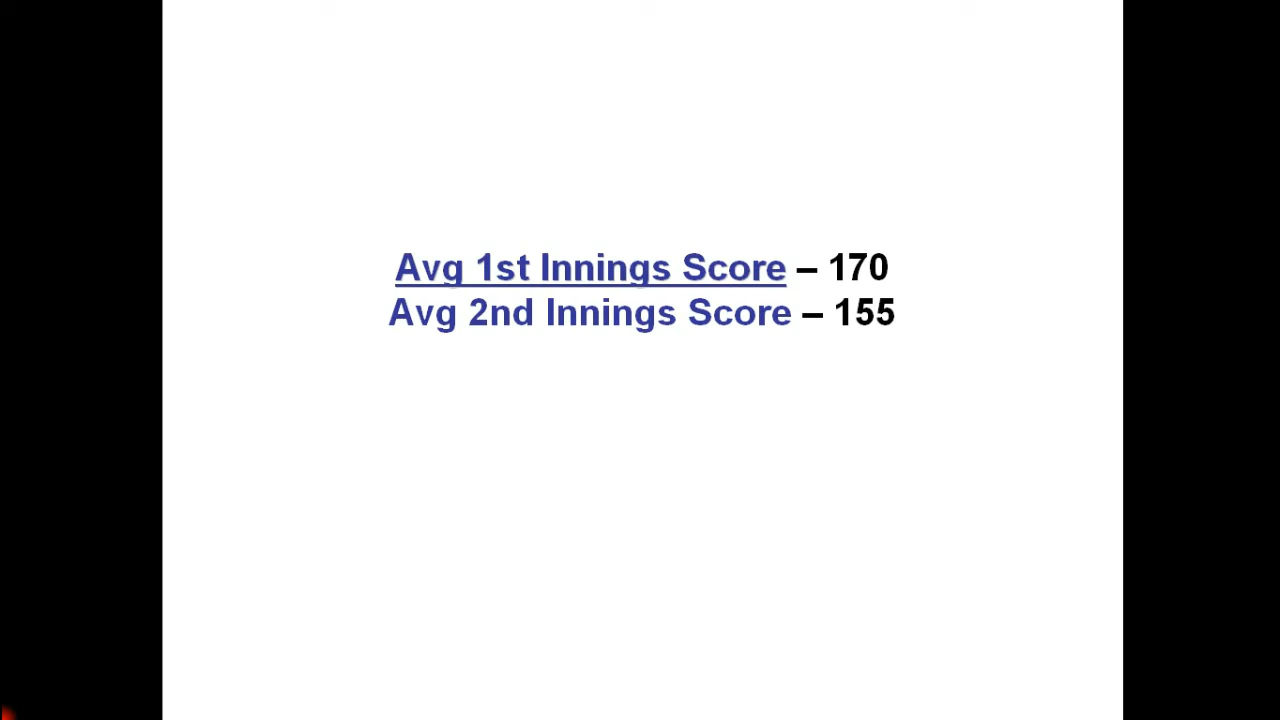 Avg 1st Innings Score – 170
Avg 2nd Innings Score – 155